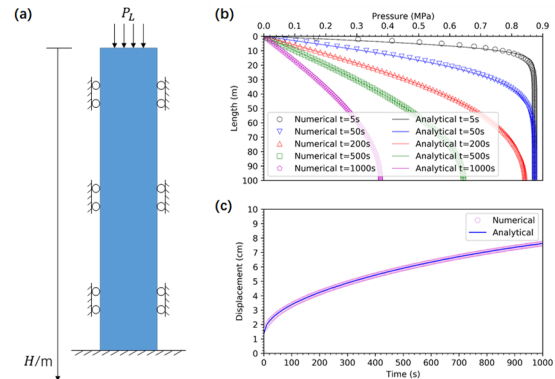 (a)
P_L
H/m
(b)
Pressure (MPa)
0.0 0.1 0.2 0.3 0.4 0.5 0.6 0.7 0.8 0.9
Length (m)
0
10
20
30
40
50
60
70
80
90
100
Numerical t=5s
Numerical t=50s
Numerical t=200s
Numerical t=500s
Numerical t=1000s
Analytical t=5s
Analytical t=50s
Analytical t=200s
Analytical t=500s
Analytical t=1000s
(c)
Displacement (cm)
10
9
8
7
6
5
4
3
2
1
0
Numerical
Analytical
0 100 200 300 400 500 600 700 800 900 1000
Time (s)